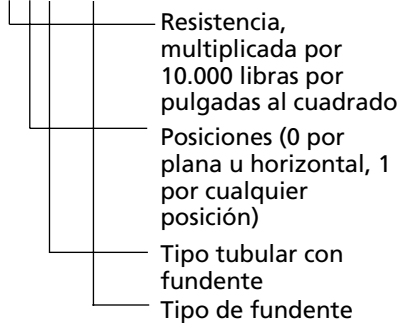 Resistencia,
multiplicada por
10.000 libras por
pulgadas al cuadrado
Posiciones (0 por
plana u horizontal, 1
por cualquier
posición)
Tipo tubular con
fundente
Tipo de fundente